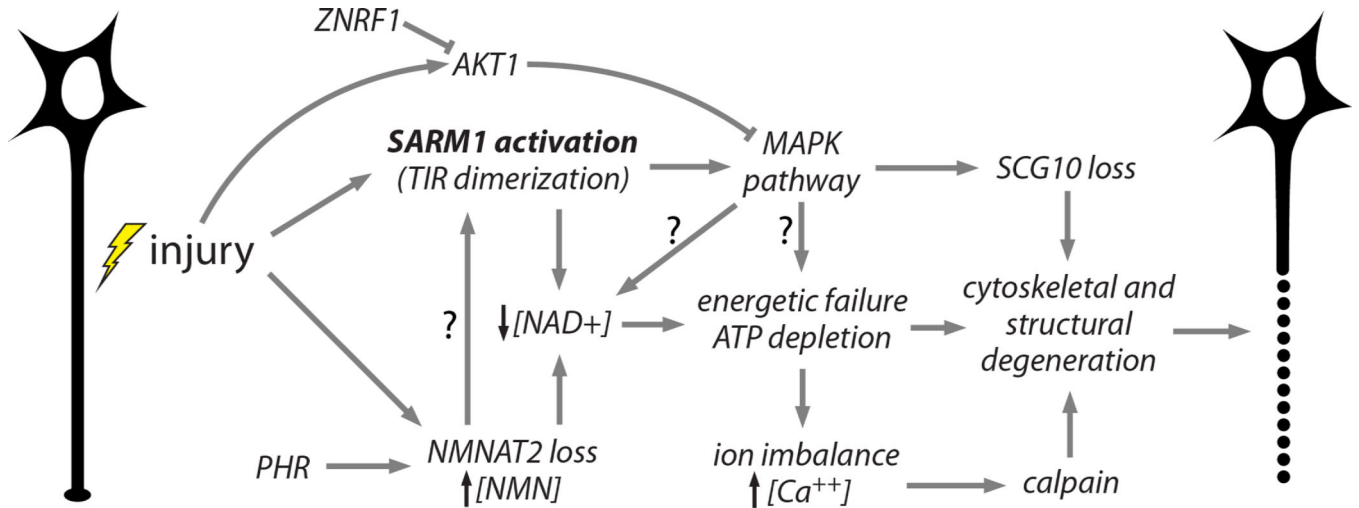 ZNRF1
AKT1
SARM1 activation
(TIR dimerization)
MAPK
pathway
SCG10 loss
injury
?
?
?
↓[NAD+]
energetic failure
ATP depletion
cytoskeletal and
structural
degeneration
PHR
NMNAT2 loss
↑[NMN]
ion imbalance
↑[Ca⁺⁺]
calpain